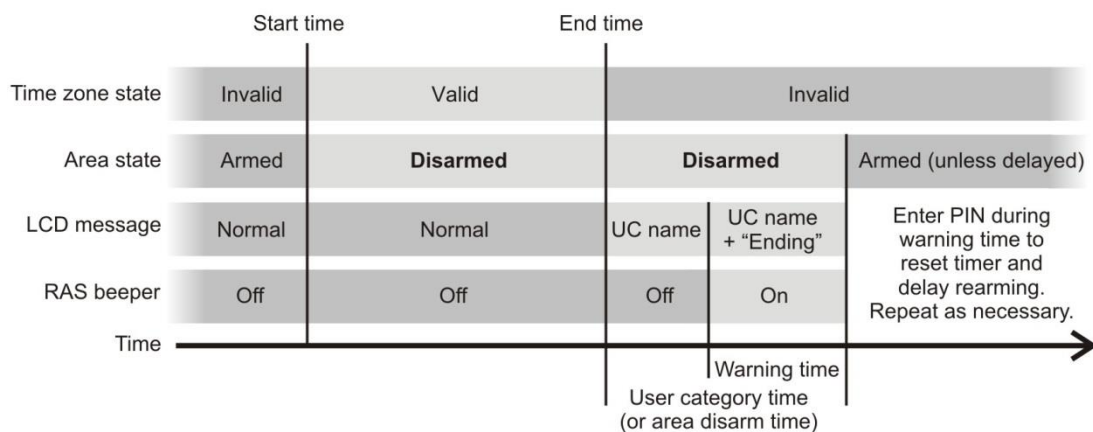 Start time
End time
Time zone state
Invalid
Valid
Invalid
Area state
Armed
Disarmed
Disarmed
Armed (unless delayed)
LCD message
Normal
Normal
UC name
UC name
+ “Ending”
Enter PIN during
warning time to
reset timer and
delay rearming.
Repeat as necessary.
RAS beeper
Off
Off
Off
On
Time
Warning time
User category time
(or area disarm time)